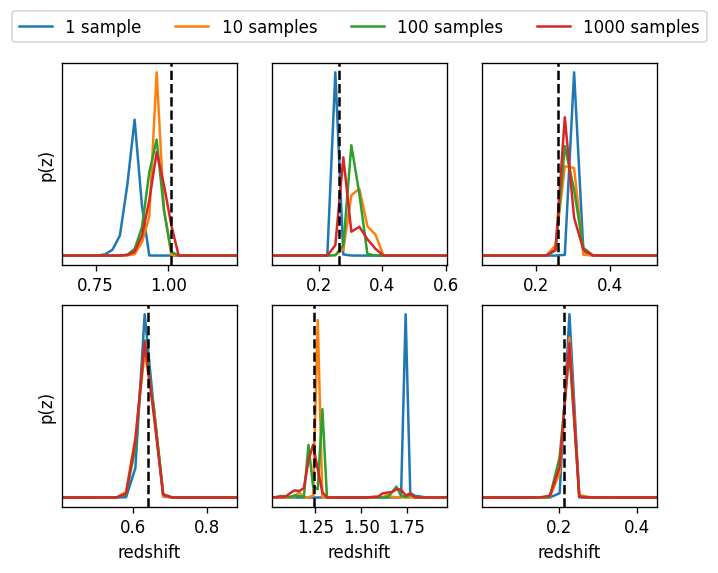 1 sample 10 samples 100 samples 1000 samples
p(z)
0.75 1.00
0.2 0.4 0.6
0.2 0.4
p(z)
0.6 0.8
1.25 1.50 1.75
0.2 0.4
redshift redshift redshift